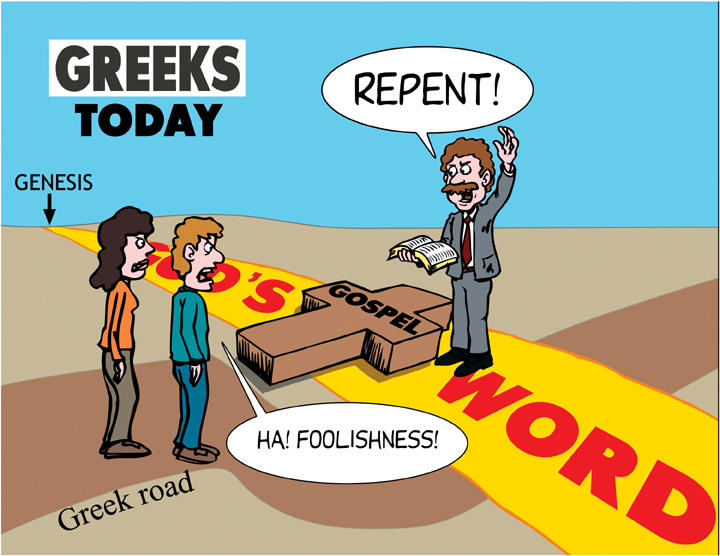 GREEKS
TODAY
REPENT!
GENESIS
GOD'S
WORD
GOSPEL
HA! FOOLISHNESS!
Greek road